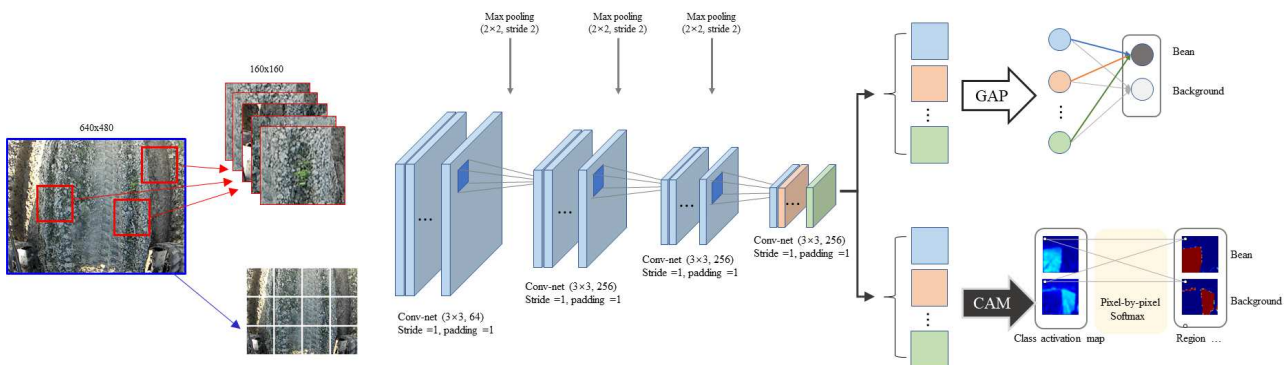 Max pooling
(2×2, stride 2)
Max pooling
(2×2, stride 2)
Max pooling
(2×2, stride 2)
160x160
640x480
...
Conv-net (3×3, 64)
Stride =1, padding =1
...
Conv-net (3×3, 256)
Stride =1, padding =1
...
Conv-net (3×3, 256)
Stride =1, padding =1
...
Conv-net (3×3, 256)
Stride =1, padding =1
GAP
Bean
Background
CAM
Class activation map
Pixel-by-pixel
Softmax
Bean
Background
Region ...